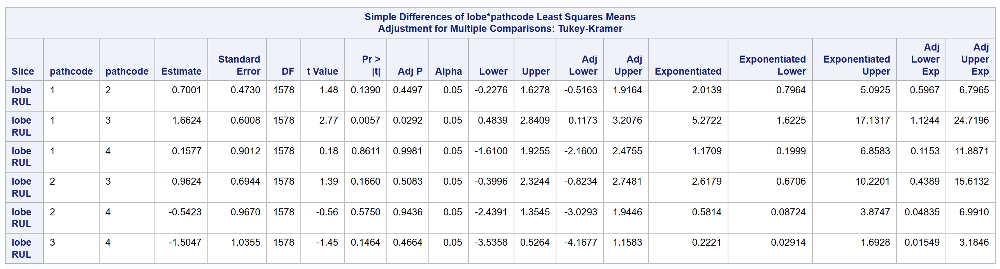 Simple Differences of lobe*pathcode Least Squares Means
Adjustment for Multiple Comparisons: Tukey-Kramer
Slice pathcode pathcode Estimate Standard Error DF t Value Pr > |t| Adj P Alpha Lower Upper Adj Lower Adj Upper Exponentiated Exponentiated Lower Exponentiated Upper Adj Lower Exp Adj Upper Exp
lobe RUL 1 2 0.7001 0.4730 1578 1.48 0.1390 0.4497 0.05 -0.2276 1.6278 -0.5163 1.9164 2.0139 0.7964 5.0925 0.5967 6.7965
lobe RUL 1 3 1.6624 0.6008 1578 2.77 0.0057 0.0292 0.05 0.4839 2.8409 0.1173 3.2076 5.2722 1.6225 17.1317 1.1244 24.7196
lobe RUL 1 4 0.1577 0.9012 1578 0.18 0.8611 0.9981 0.05 -1.6100 1.9255 -2.1600 2.4755 1.1709 0.1999 6.8583 0.1153 11.8871
lobe RUL 2 3 0.9624 0.6944 1578 1.39 0.1660 0.5083 0.05 -0.3996 2.3244 -0.8234 2.7481 2.6179 0.6706 10.2201 0.4389 15.6132
lobe RUL 2 4 -0.5423 0.9670 1578 -0.56 0.5750 0.9436 0.05 -2.4391 1.3545 -3.0293 1.9446 0.5814 0.08724 3.8747 0.04835 6.9910
lobe RUL 3 4 -1.5047 1.0355 1578 -1.45 0.1464 0.4664 0.05 -3.5358 0.5264 -4.1677 1.1583 0.2221 0.02914 1.6928 0.01549 3.1846